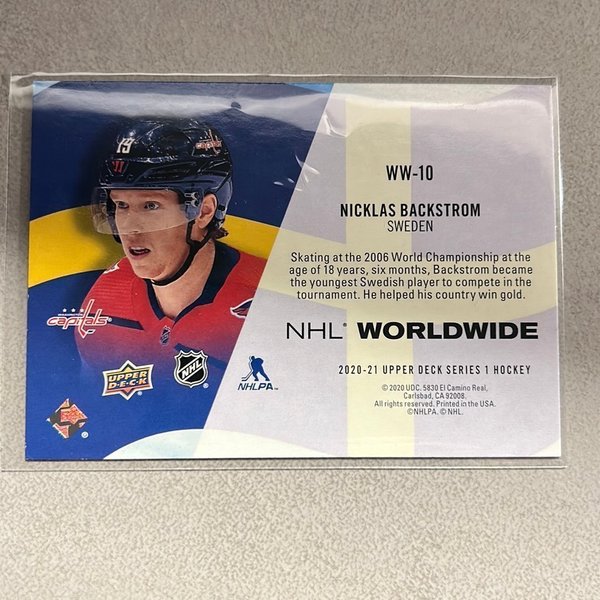 19
capitals
capitals
UPPER
DECK
NHL
NHLPA™
®
WW-10
NICKLAS BACKSTROM
SWEDEN
Skating at the 2006 World Championship at the
age of 18 years, six months, Backstrom became
the youngest Swedish player to compete in the
tournament. He helped his country win gold.
NHL® WORLDWIDE
2020-21 UPPER DECK SERIES 1 HOCKEY
© 2020 UDC. 5830 El Camino Real,
Carlsbad, CA 92008.
All rights reserved. Printed in the USA.
©NHLPA. © NHL.